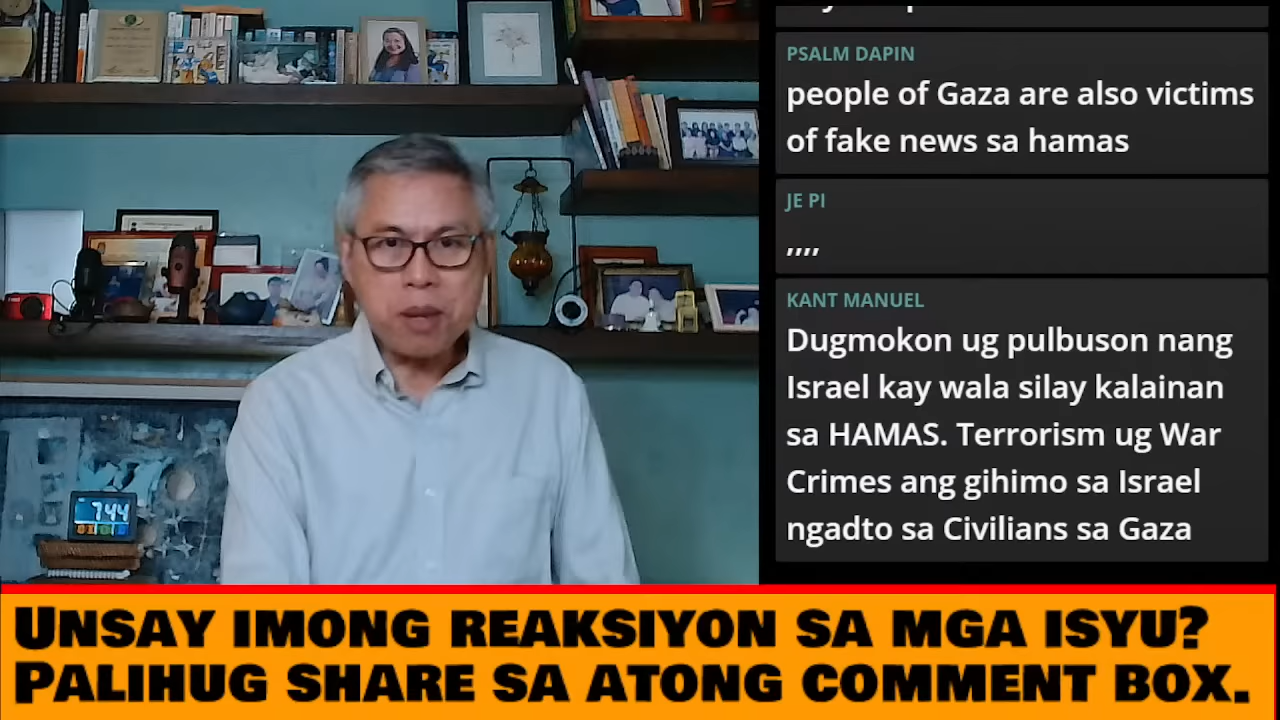 PSALM DAPIN
people of Gaza are also victims
of fake news sa hamas
JE PI
,,,,
KANT MANUEL
Dugmokon ug pulbuson nang
Israel kay wala silay kalainan
sa HAMAS. Terrorism ug War
Crimes ang gihimo sa Israel
ngadto sa Civilians sa Gaza
7:44
UNSAY IMONG REAKSIYON SA MGA ISYU?
PALIHUG SHARE SA ATONG COMMENT BOX.